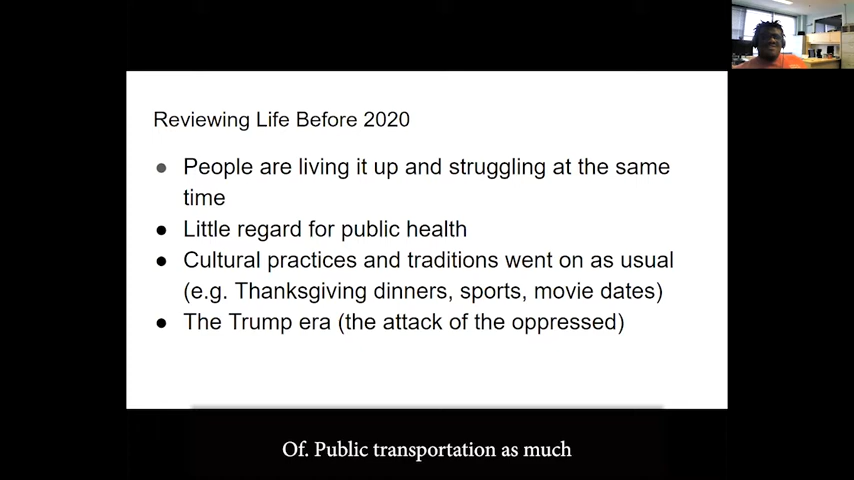 Reviewing Life Before 2020
● People are living it up and struggling at the same
time
● Little regard for public health
● Cultural practices and traditions went on as usual
(e.g. Thanksgiving dinners, sports, movie dates)
● The Trump era (the attack of the oppressed)
Of. Public transportation as much